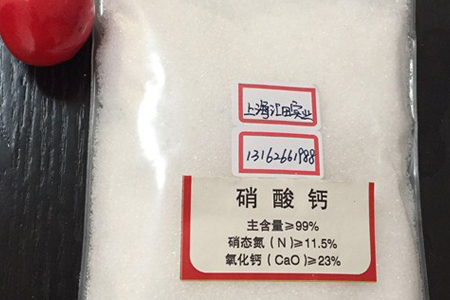 上海汇田实业
13162661988
硝酸钙
主含量≥99%
硝态氮(N)≥11.5%
氧化钙(CaO)≥23%